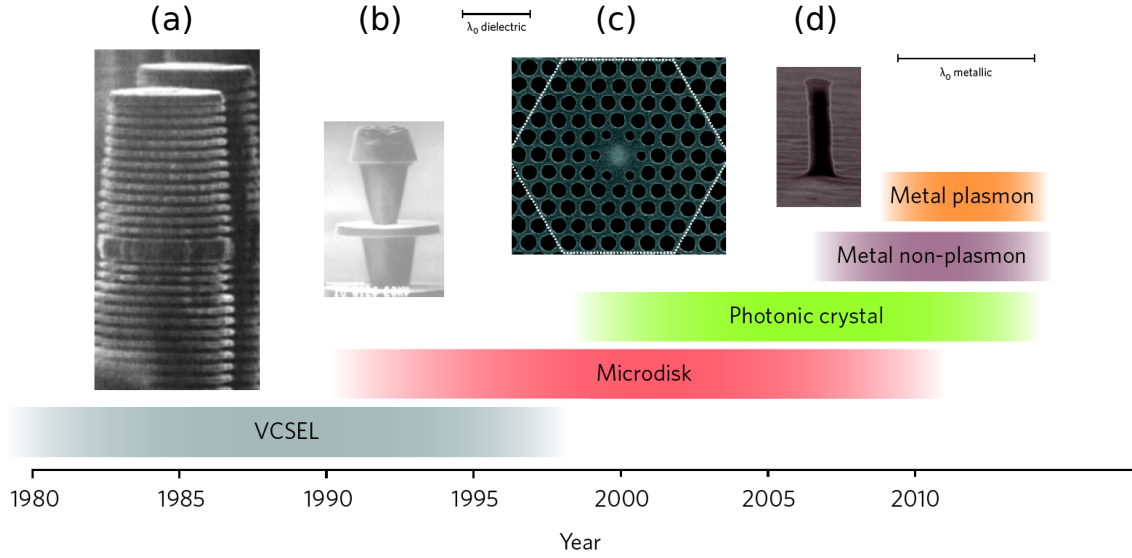 (a)
(b)
(c)
(d)
λ₀ dielectric
λ₀ metallic
Metal plasmon
Metal non-plasmon
Photonic crystal
Microdisk
VCSEL
1980 1985 1990 1995 2000 2005 2010
Year